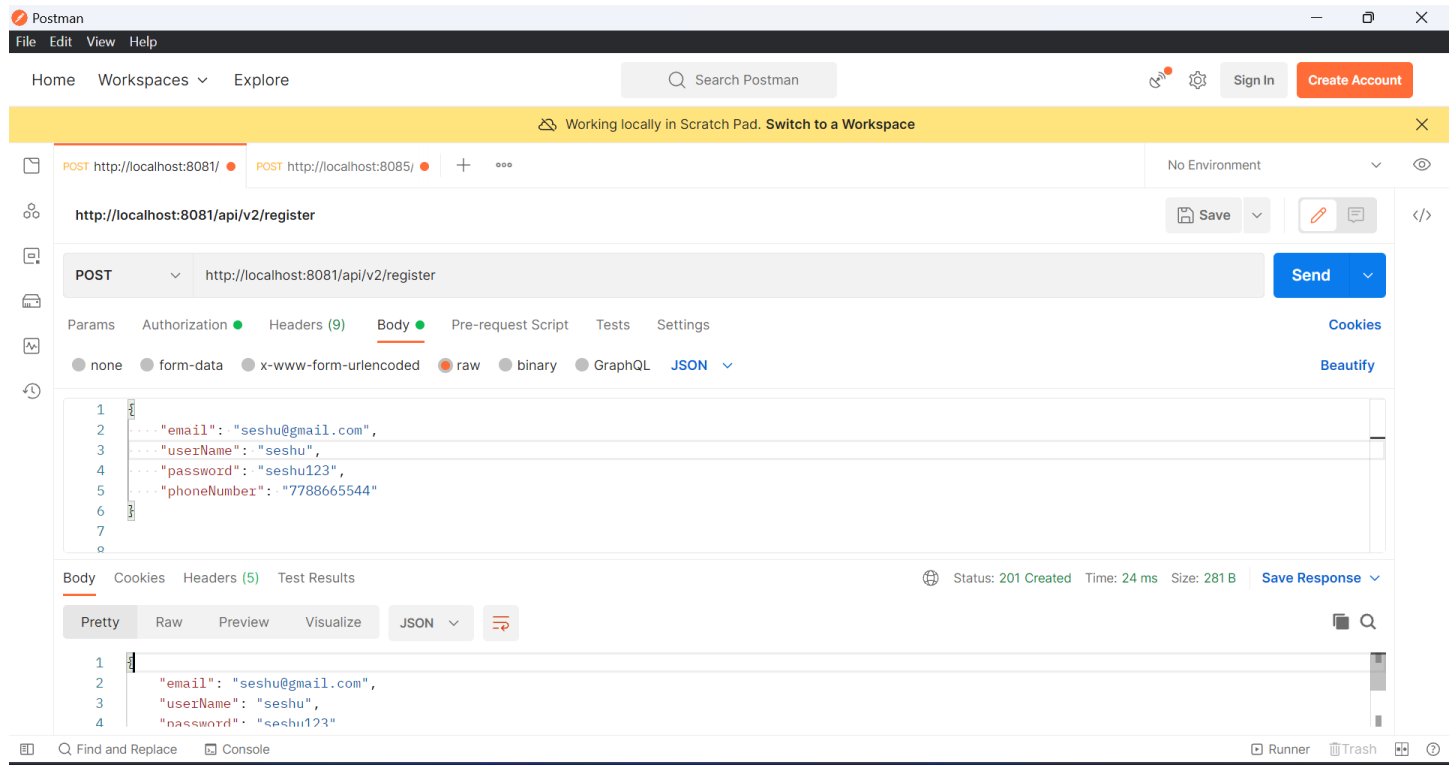 Postman
File Edit View Help
Home Workspaces Explore Search Postman Sign In Create Account
Working locally in Scratch Pad. Switch to a Workspace
POST http://localhost:8081/ POST http://localhost:8085/ No Environment
http://localhost:8081/api/v2/register Save
POST http://localhost:8081/api/v2/register Send
Params Authorization Headers (9) Body Pre-request Script Tests Settings Cookies
none form-data x-www-form-urlencoded raw binary GraphQL JSON Beautify
1 {
2 "email": "seshu@gmail.com",
3 "userName": "seshu",
4 "password": "seshu123",
5 "phoneNumber": "7788665544"
6 }
7
8
Body Cookies Headers (5) Test Results Status: 201 Created Time: 24 ms Size: 281 B Save Response
Pretty Raw Preview Visualize JSON
1 {
2 "email": "seshu@gmail.com",
3 "userName": "seshu",
4 "password": "seshu123"
Find and Replace Console Runner Trash